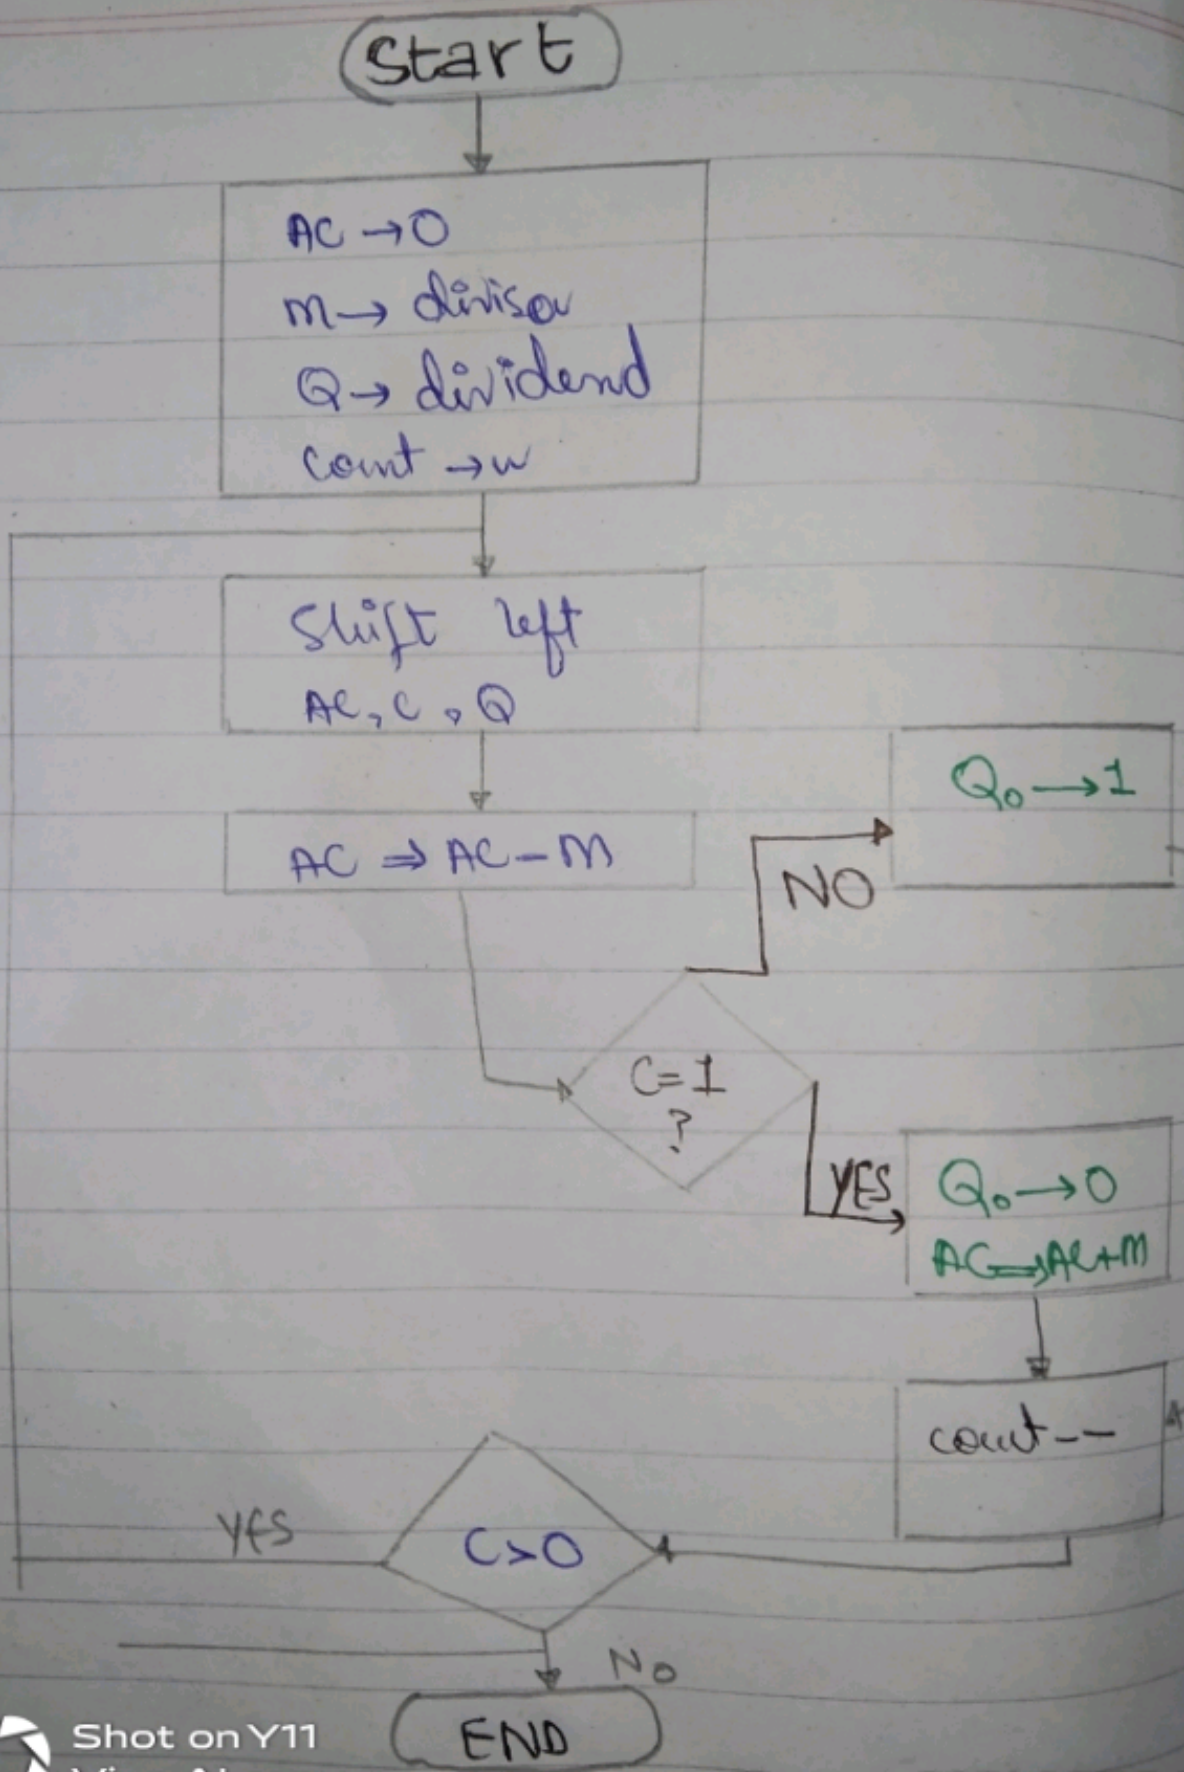 Start
AC → 0
M → divisor
Q → dividend
Count → n
Shift left
AC, C, Q
AC ⇒ AC - M
Q₀ → 1
NO
C=1
?
YES
Q₀ → 0
AC ⇒ AC+M
count--
YES
C>0
NO
END
Shot on Y11